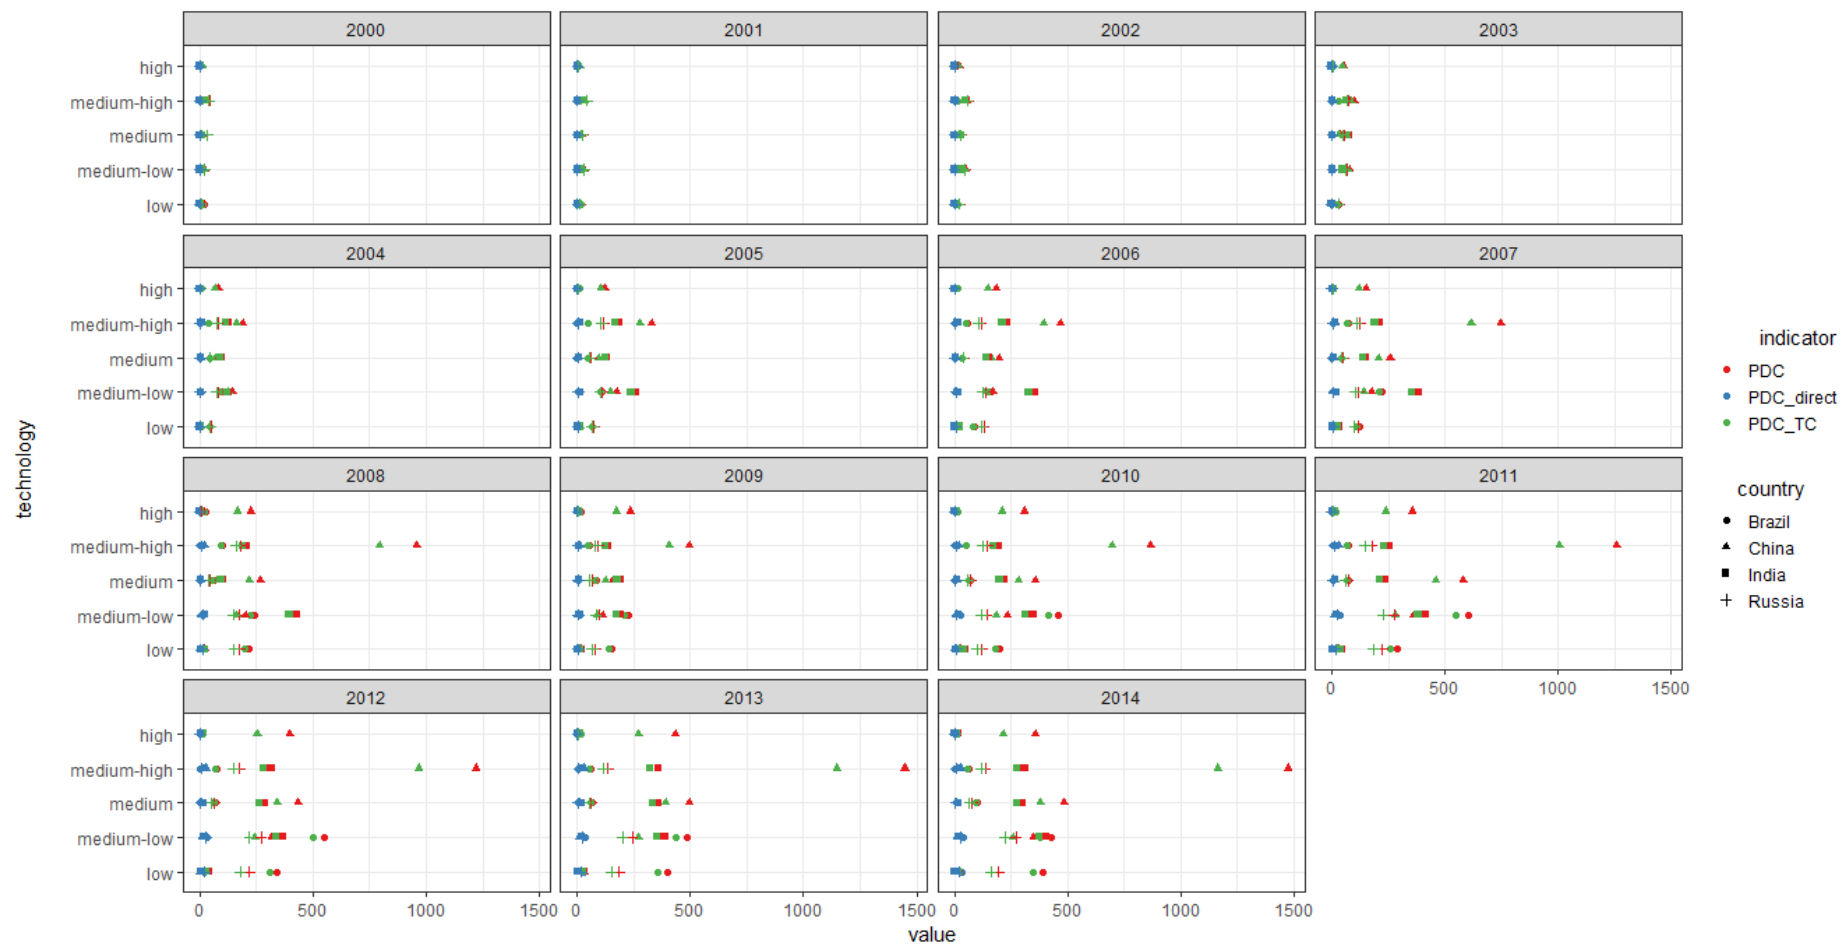 2000 2001 2002 2003
high
medium-high
medium
medium-low
low
2004 2005 2006 2007
high
medium-high
medium
medium-low
low
2008 2009 2010 2011
high
medium-high
medium
medium-low
low
0 500 1000 1500
2012 2013 2014
high
medium-high
medium
medium-low
low
0 500 1000 1500 0 500 1000 1500 0 500 1000 1500
value
technology
indicator
PDC
PDC_direct
PDC_TC
country
Brazil
China
India
Russia